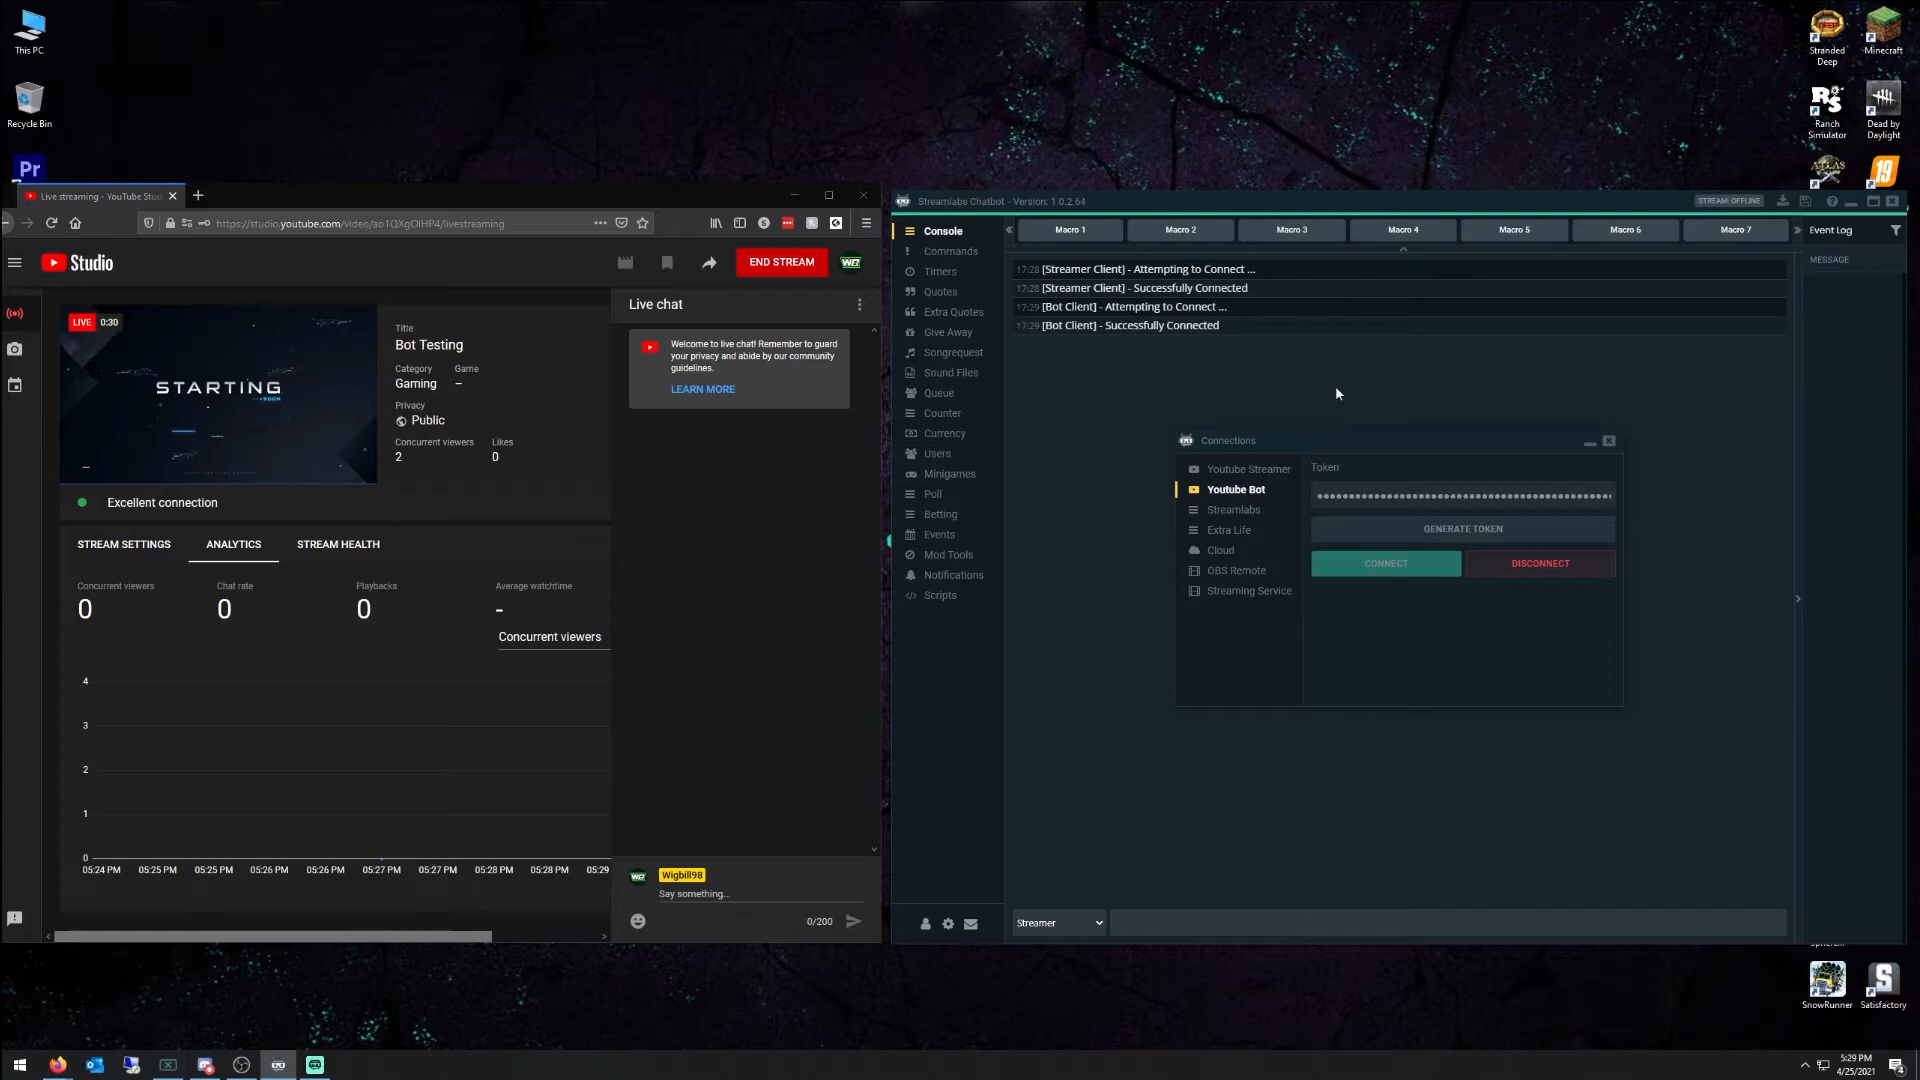 This PC
Recycle Bin
Pr
Stranded Deep
Minecraft
Ranch Simulator
Dead by Daylight
ATLAS
19
Live streaming - YouTube Stud
https://studio.youtube.com/video/ao1QXgOlHP4/livestreaming
Studio
END STREAM
LIVE 0:30
STARTING
SOON
Title
Bot Testing
Category Game
Gaming –
Privacy
Public
Concurrent viewers Likes
2 0
Excellent connection
STREAM SETTINGS ANALYTICS STREAM HEALTH
Concurrent viewers Chat rate Playbacks Average watchtime
0 0 0 -
Concurrent viewers
4
3
2
1
0
05:24 PM 05:25 PM 05:25 PM 05:26 PM 05:26 PM 05:27 PM 05:27 PM 05:28 PM 05:28 PM 05:29
Live chat
Welcome to live chat! Remember to guard
your privacy and abide by our community
guidelines.
LEARN MORE
Wigbill98
Say something...
0/200
Streamlabs Chatbot - Version: 1.0.2.64
STREAM: OFFLINE
Console
Commands
Timers
Quotes
Extra Quotes
Give Away
Songrequest
Sound Files
Queue
Counter
Currency
Users
Minigames
Poll
Betting
Events
Mod Tools
Notifications
Scripts
Macro 1 Macro 2 Macro 3 Macro 4 Macro 5 Macro 6 Macro 7
Event Log
MESSAGE
17:28 [Streamer Client] - Attempting to Connect ...
17:28 [Streamer Client] - Successfully Connected
17:29 [Bot Client] - Attempting to Connect ...
17:29 [Bot Client] - Successfully Connected
Connections
Youtube Streamer
Youtube Bot
Streamlabs
Extra Life
Cloud
OBS Remote
Streaming Service
Token
GENERATE TOKEN
CONNECT DISCONNECT
Streamer
SnowRunner
Satisfactory
5:29 PM
4/25/2021
4